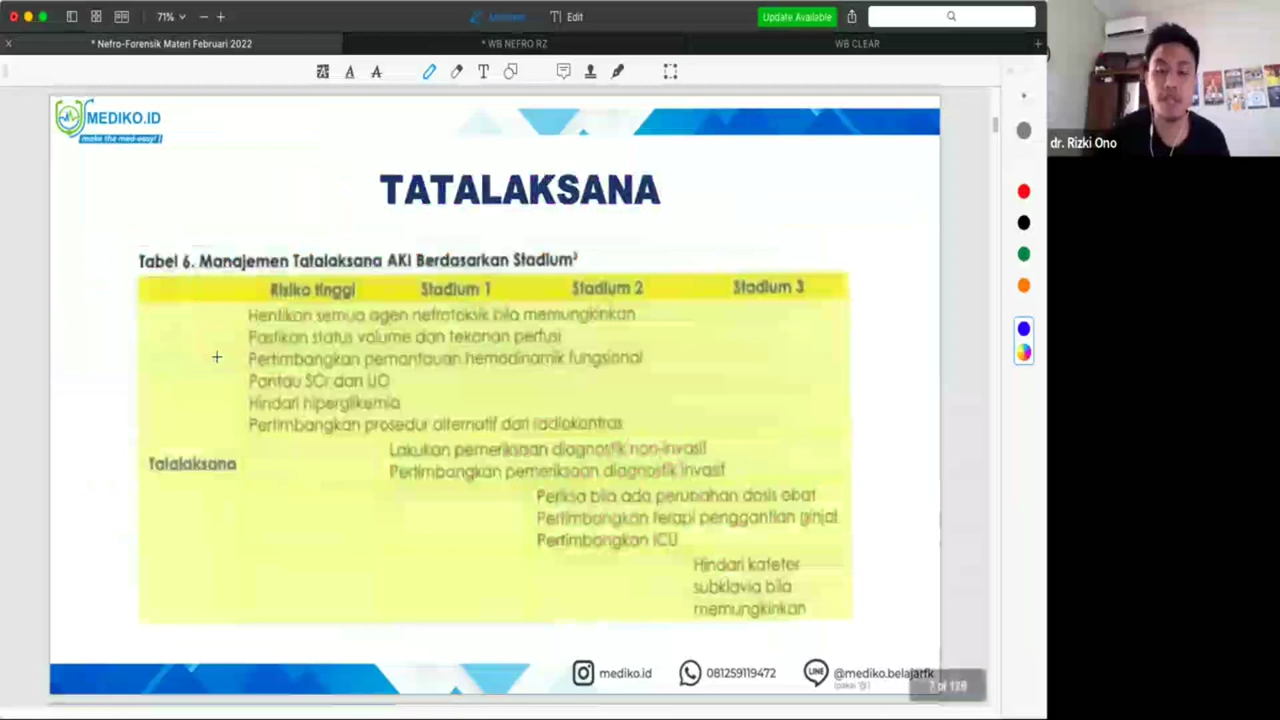 71%
Edit
Update Available
* Nefro-Forensik Materi Februari 2022
* WB NEFRO RZ
WB CLEAR
MEDIKO.ID
make the med-easy!
dr. Rizki Ono
TATALAKSANA
Tabel 6. Manajemen Tatalaksana AKI Berdasarkan Stadium³
Risiko tinggi Stadium 1 Stadium 2 Stadium 3
Hentikan semua agen nefrotoksik bila memungkinkan
Pastikan status volume dan tekanan perfusi
Pertimbangkan pemantauan hemodinamik fungsional
Pantau SCr dan UO
Hindari hiperglikemia
Pertimbangkan prosedur alternatif dari radiokontras
Lakukan pemeriksaan diagnostik non-invasif
Tatalaksana
Pertimbangkan pemeriksaan diagnostik invasif
Periksa bila ada perubahan dosis obat
Pertimbangkan terapi penggantian ginjal
Pertimbangkan ICU
Hindari kateter
subklavia bila
memungkinkan
mediko.id
081259119472
LINE
@mediko.belajarfk
(pakai '@')